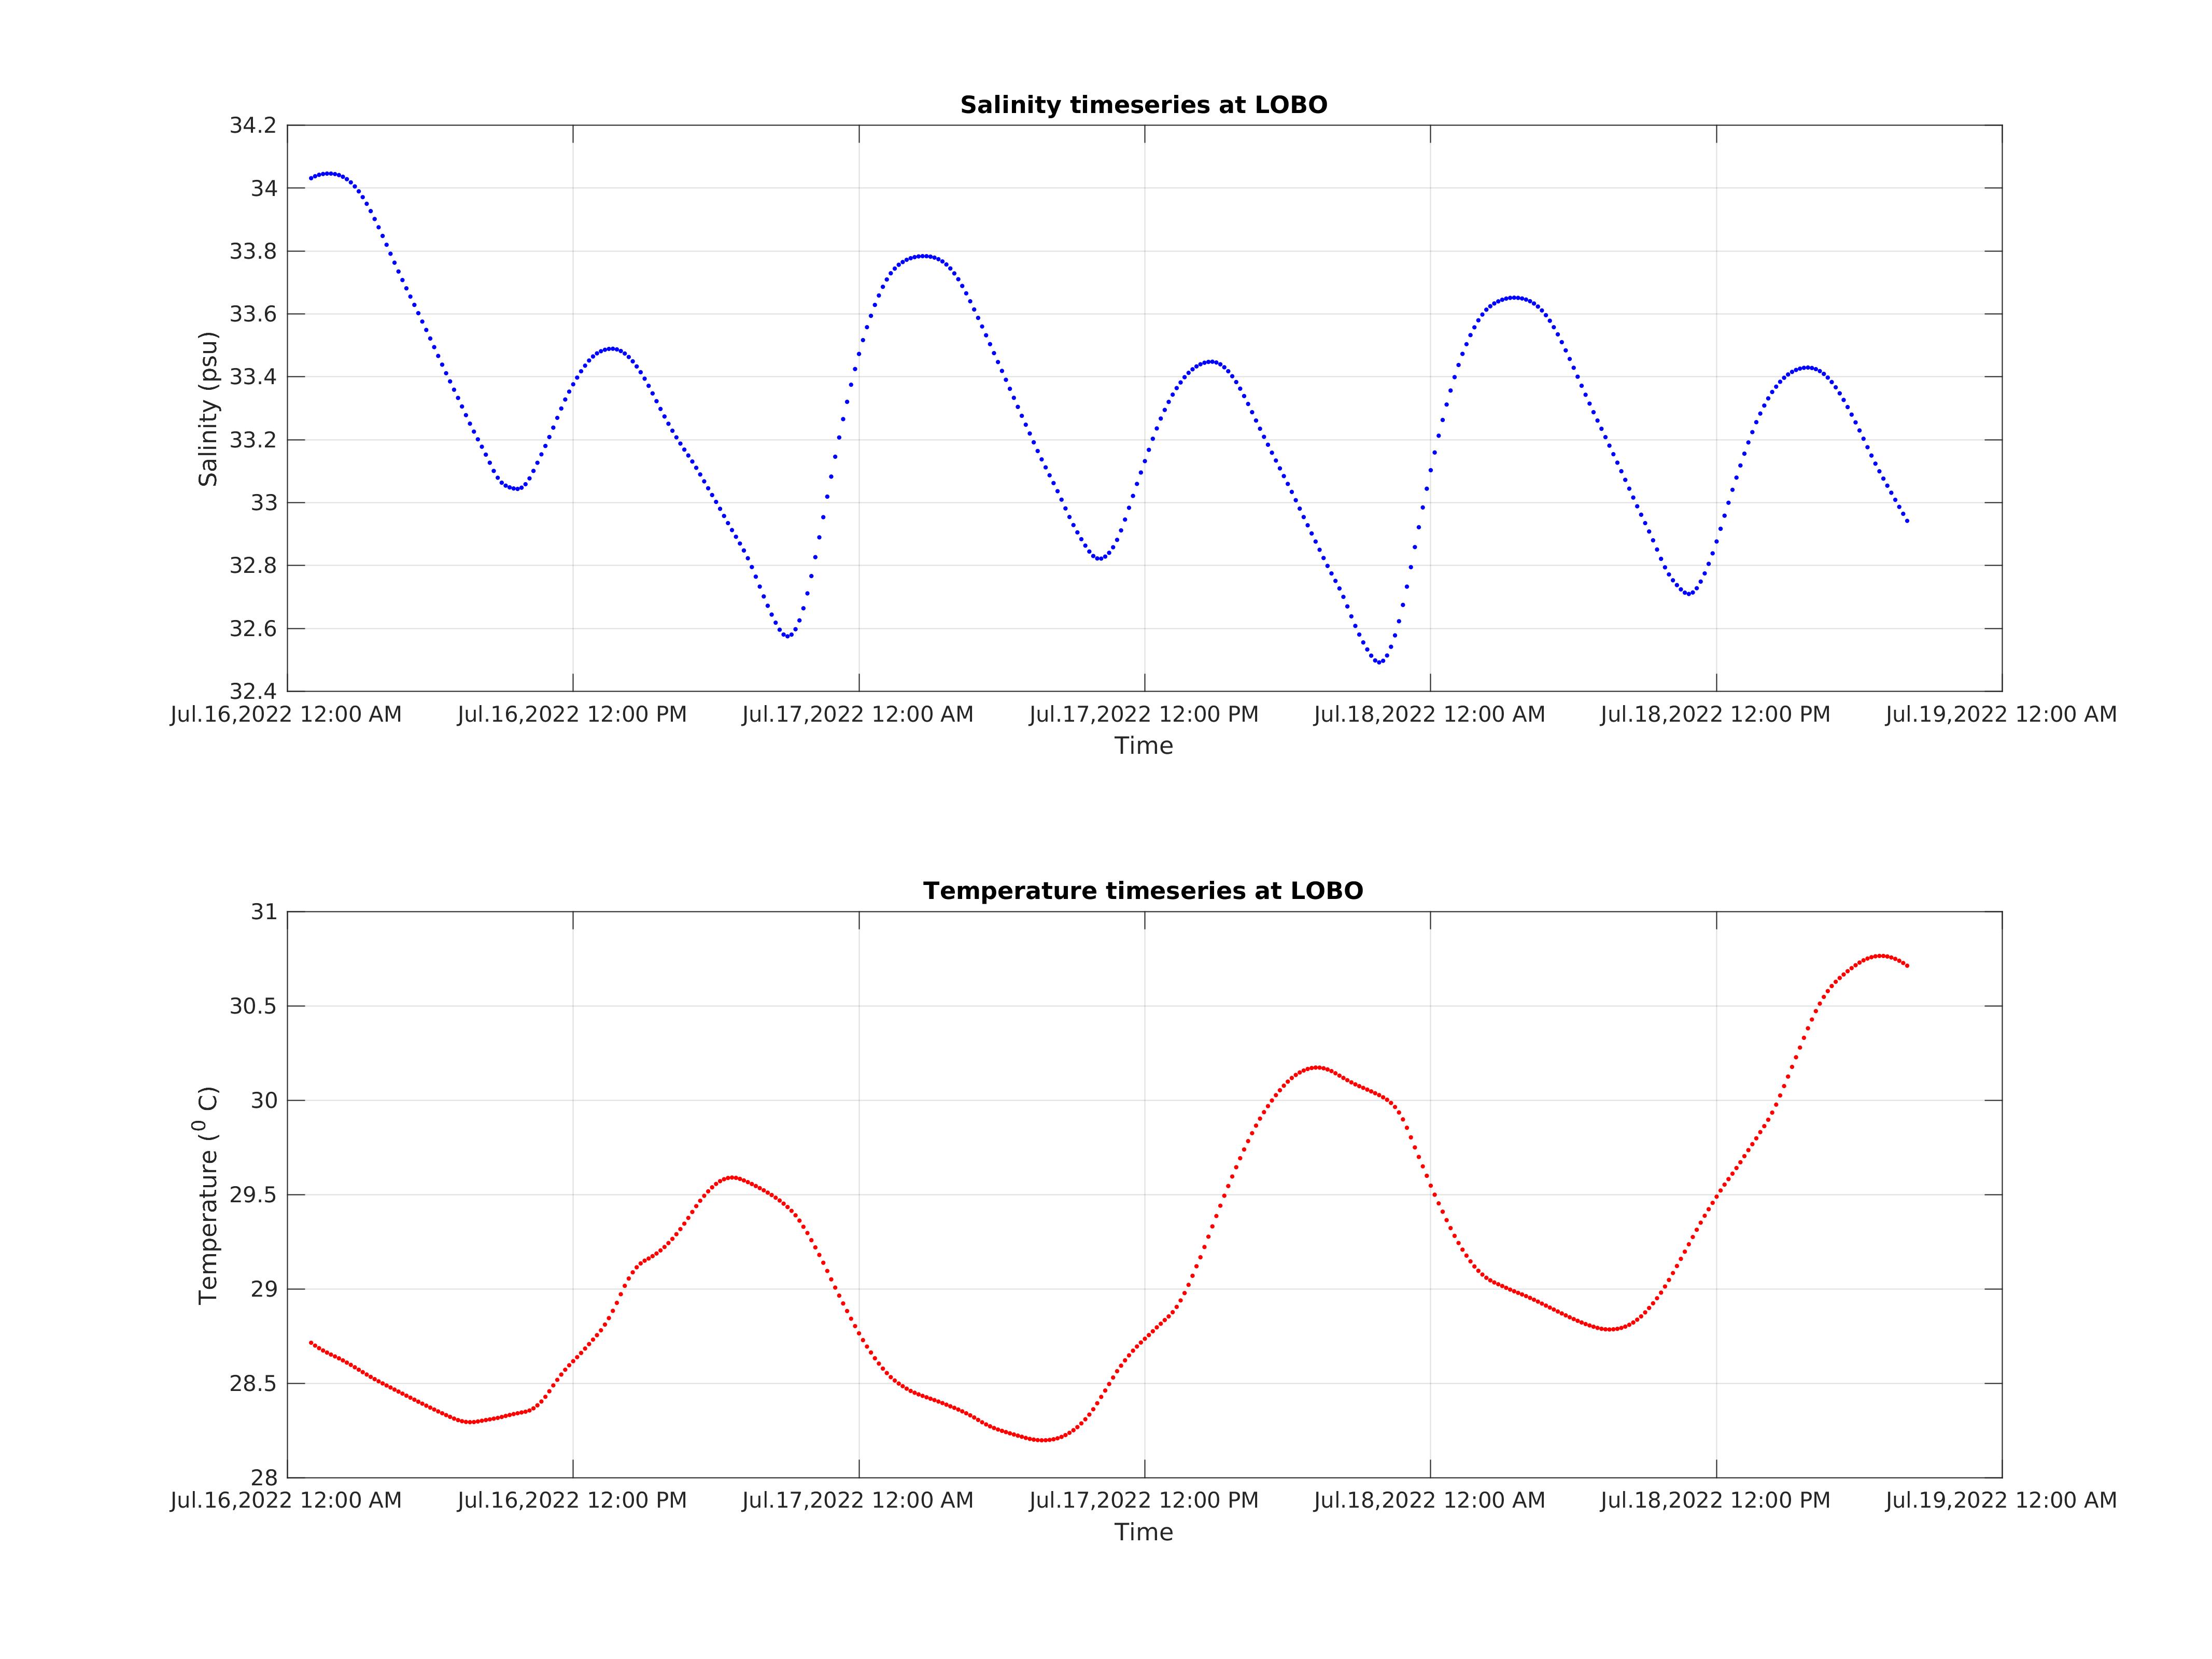 Salinity timeseries at LOBO
34.2
34
33.8
33.6
33.4
33.2
33
32.8
32.6
32.4
Salinity (psu)
Jul.16,2022 12:00 AM Jul.16,2022 12:00 PM Jul.17,2022 12:00 AM Jul.17,2022 12:00 PM Jul.18,2022 12:00 AM Jul.18,2022 12:00 PM Jul.19,2022 12:00 AM
Time
Temperature timeseries at LOBO
31
30.5
30
29.5
29
28.5
28
Temperature (⁰ C)
Jul.16,2022 12:00 AM Jul.16,2022 12:00 PM Jul.17,2022 12:00 AM Jul.17,2022 12:00 PM Jul.18,2022 12:00 AM Jul.18,2022 12:00 PM Jul.19,2022 12:00 AM
Time